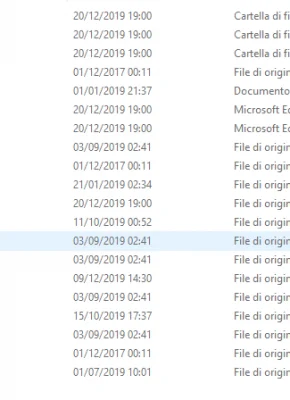 20/12/2019 19:00 Cartella di fi
20/12/2019 19:00 Cartella di fi
20/12/2019 19:00 Cartella di fi
01/12/2017 00:11 File di origin
01/01/2019 21:37 Documento
20/12/2019 19:00 Microsoft Ed
20/12/2019 19:00 Microsoft Ed
03/09/2019 02:41 File di origin
01/12/2017 00:11 File di origin
21/01/2019 02:34 File di origin
20/12/2019 19:00 File di origin
11/10/2019 00:52 File di origin
03/09/2019 02:41 File di origin
03/09/2019 02:41 File di origin
09/12/2019 14:30 File di origin
03/09/2019 02:41 File di origin
15/10/2019 17:37 File di origin
03/09/2019 02:41 File di origin
01/12/2017 00:11 File di origin
01/07/2019 10:01 File di origin